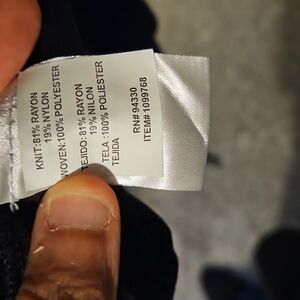 KNIT:81% RAYON
19% NYLON
WOVEN:100% POLYESTER
TEJIDO:81% RAYON
19% NILON
TELA :100% POLIESTER
TEJIDA
RN# 94330
ITEM# 1099768